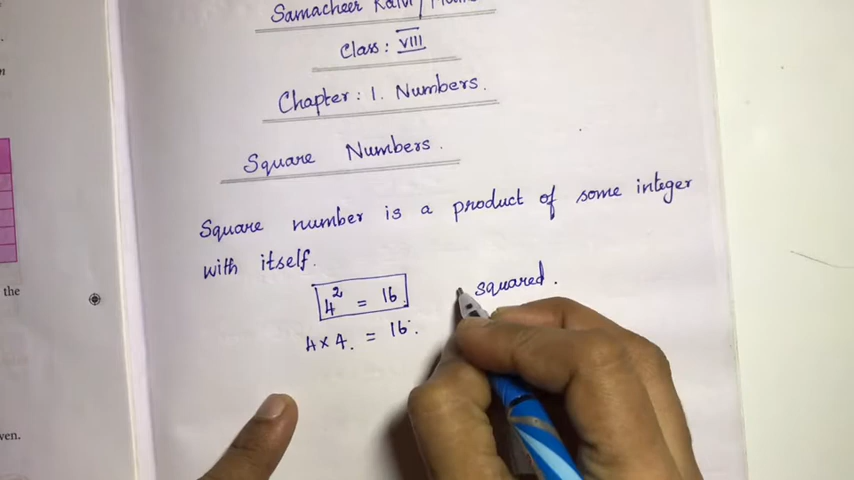 Samacheer Kalvi
Class: VIII
Chapter: 1. Numbers.
Square Numbers.
Square number is a product of some integer
with itself.
4² = 16. squared.
4 × 4. = 16.
the
ven.